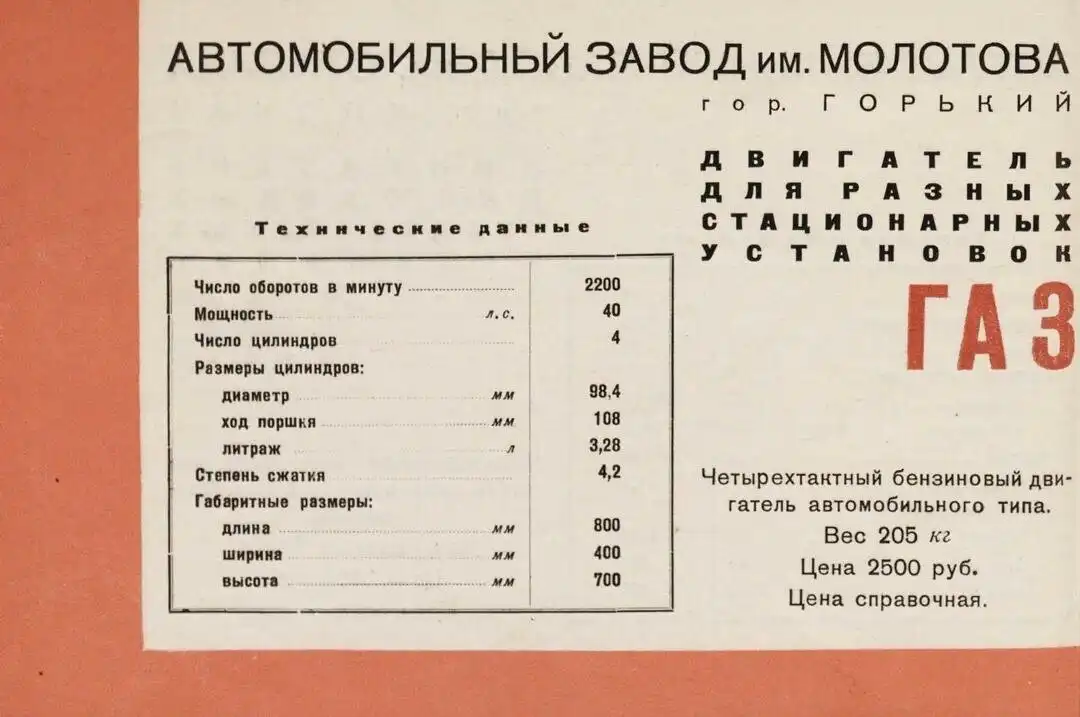 АВТОМОБИЛЬНЫЙ ЗАВОД им. МОЛОТОВА
гор. ГОРЬКИЙ
ДВИГАТЕЛЬ
ДЛЯ РАЗНЫХ
СТАЦИОНАРНЫХ
УСТАНОВОК
ГАЗ
Технические данные
Число оборотов в минуту 2200
Мощность л. с. 40
Число цилиндров 4
Размеры цилиндров:
диаметр мм 98,4
ход поршня мм 108
литраж л 3,28
Степень сжатия 4,2
Габаритные размеры:
длина мм 800
ширина мм 400
высота мм 700
Четырехтактный бензиновый дви-
гатель автомобильного типа.
Вес 205 кг
Цена 2500 руб.
Цена справочная.